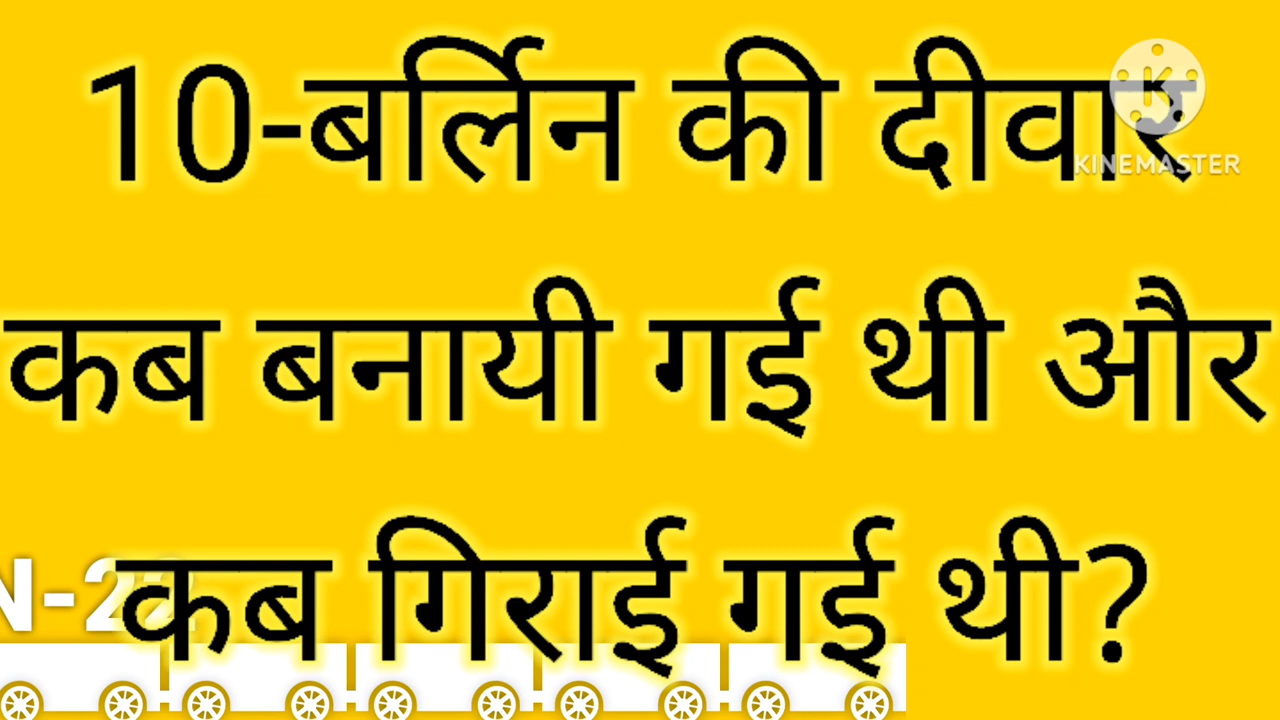 10-बर्लिन की दीवार
KINEMASTER
कब बनायी गई थी और
कब गिराई गई थी?